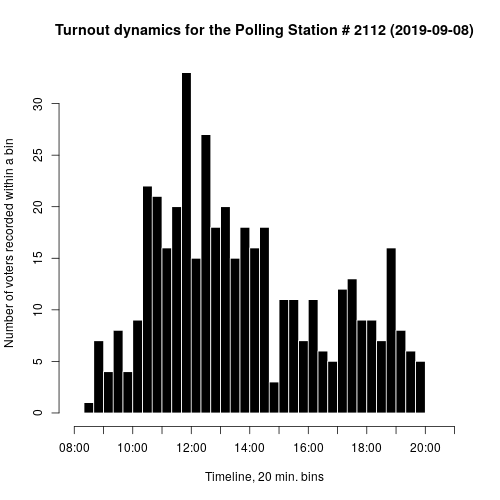 Turnout dynamics for the Polling Station # 2112 (2019-09-08)
Number of voters recorded within a bin
30
25
20
15
10
5
0
08:00 10:00 12:00 14:00 16:00 18:00 20:00
Timeline, 20 min. bins